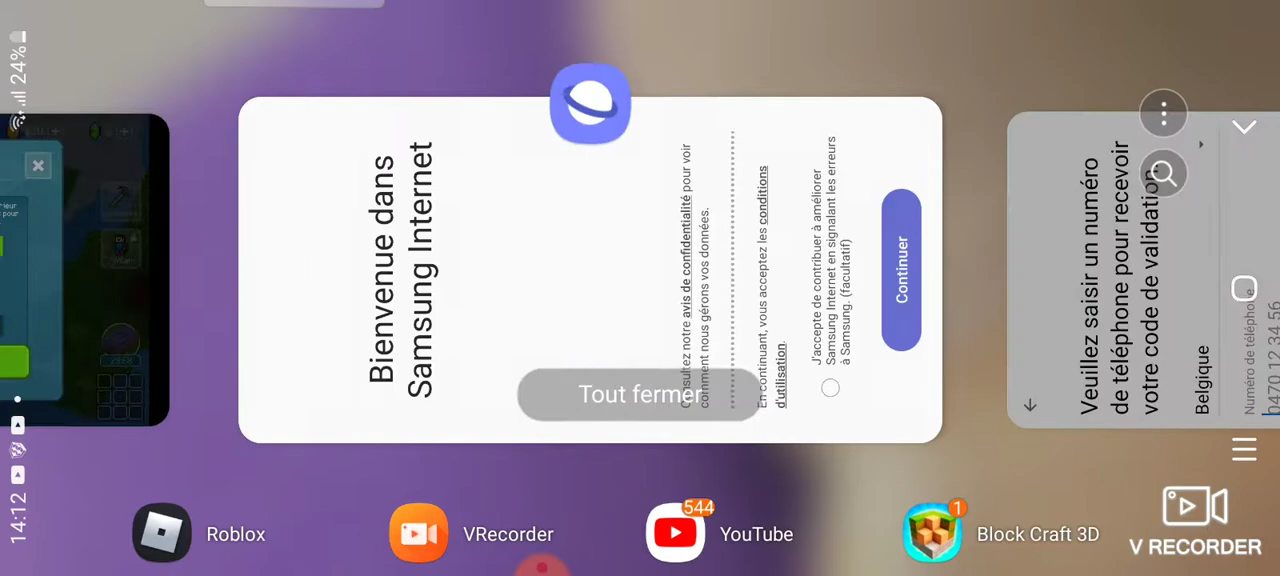 24%
14:12
Bienvenue dans
Samsung Internet
Consultez notre avis de confidentialité pour voir
comment nous gérons vos données.
En continuant, vous acceptez les conditions
d'utilisation.
J'accepte de contribuer à améliorer
Samsung Internet en signalant les erreurs
à Samsung. (facultatif)
Continuer
Tout fermer
Veuillez saisir un numéro
de téléphone pour recevoir
votre code de validation.
Belgique
Numéro de téléphone
0470 12 34 56
Roblox
VRecorder
544
YouTube
1
Block Craft 3D
V RECORDER